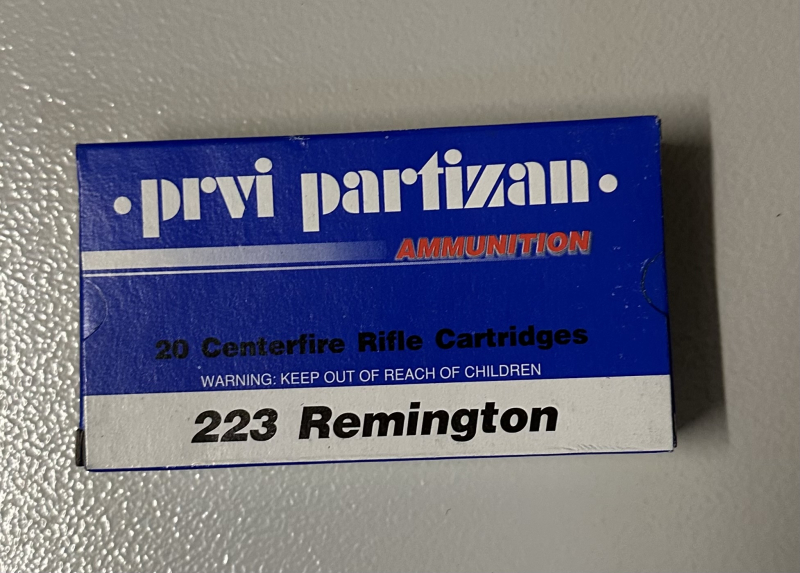 • prvi partizan •
AMMUNITION
20 Centerfire Rifle Cartridges
WARNING: KEEP OUT OF REACH OF CHILDREN
223 Remington